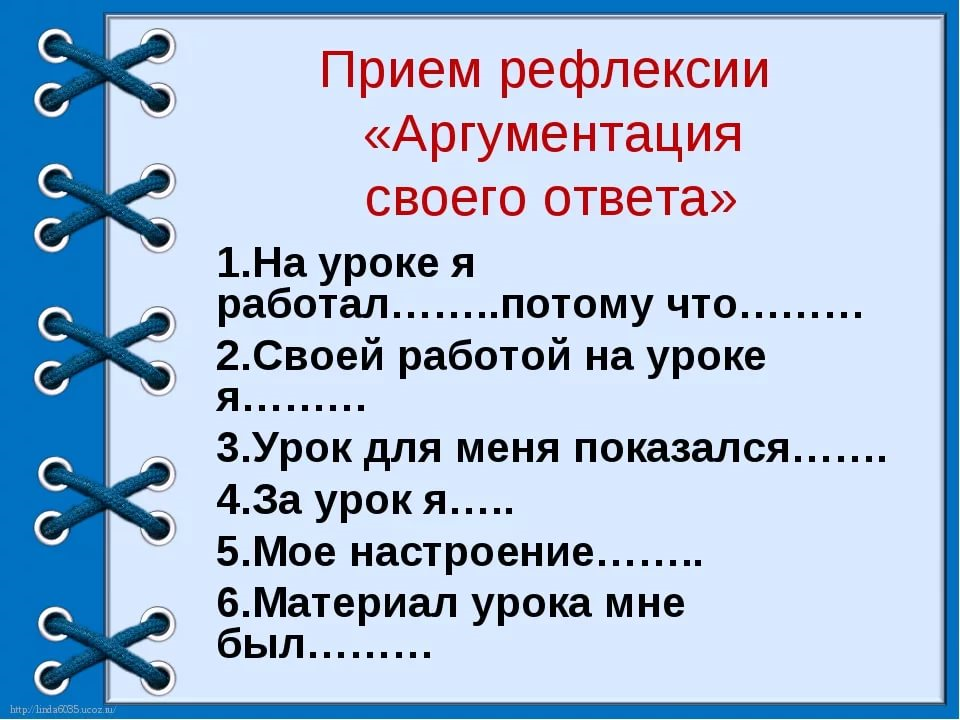 Прием рефлексии
«Аргументация
своего ответа»
1.На уроке я
работал……..потому что………
2.Своей работой на уроке
я………
3.Урок для меня показался…….
4.За урок я…..
5.Мое настроение……..
6.Материал урока мне
был………
http://linda6035.ucoz.ru/